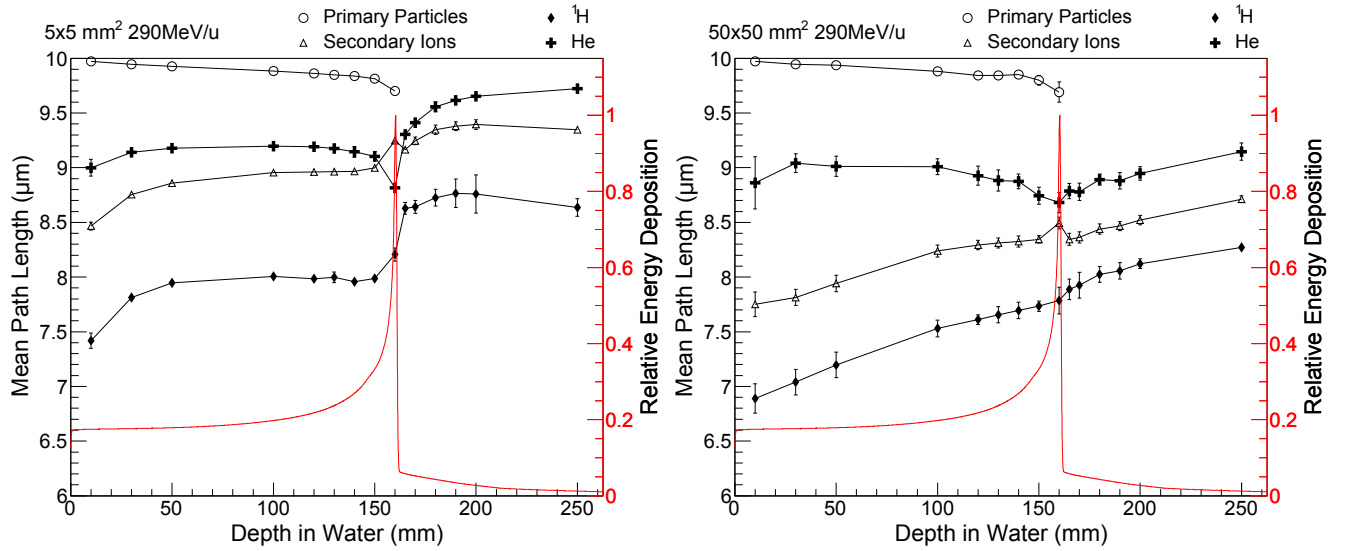 5x5 mm² 290MeV/u
Primary Particles
¹H
Secondary Ions
He
10
9.5
9
8.5
8
7.5
7
6.5
6
Mean Path Length (μm)
1
0.8
0.6
0.4
0.2
0
Relative Energy Deposition
0 50 100 150 200 250
Depth in Water (mm)
50x50 mm² 290MeV/u
Primary Particles
¹H
Secondary Ions
He
10
9.5
9
8.5
8
7.5
7
6.5
6
Mean Path Length (μm)
1
0.8
0.6
0.4
0.2
0
Relative Energy Deposition
0 50 100 150 200 250
Depth in Water (mm)